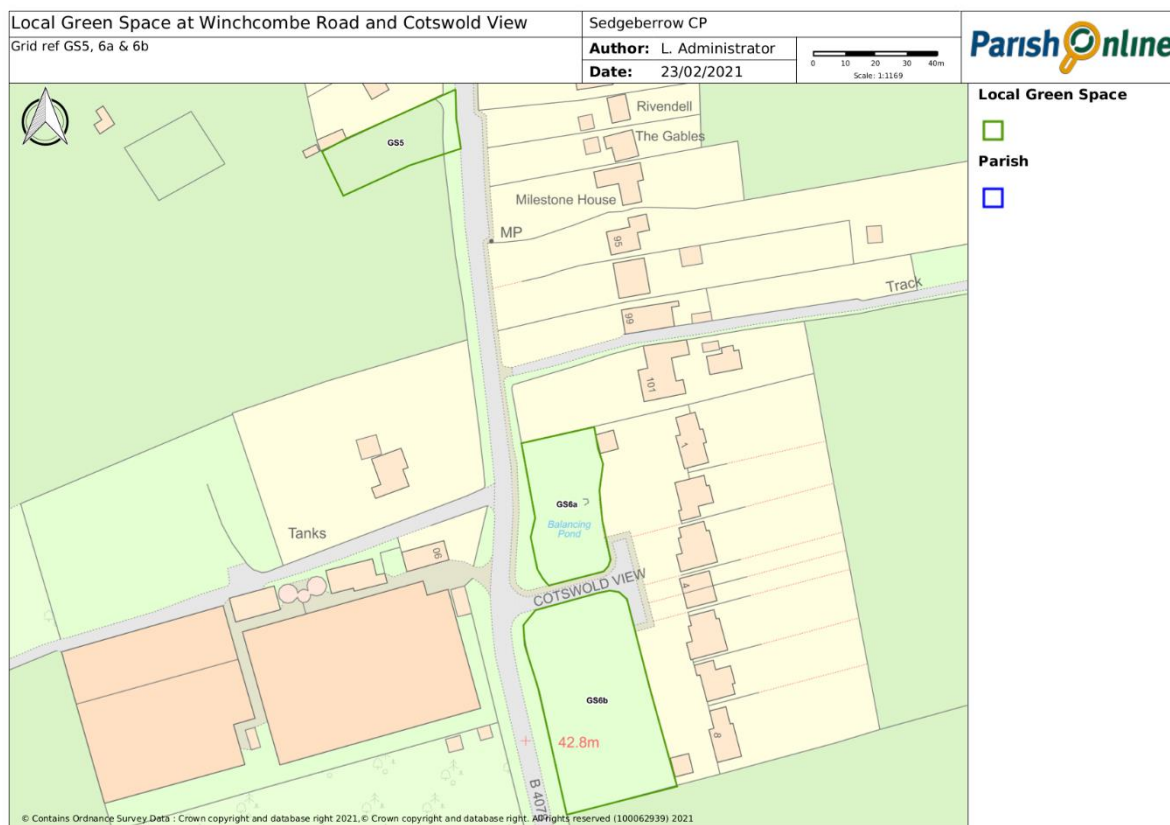 Local Green Space at Winchcombe Road and Cotswold View
Grid ref GS5, 6a & 6b
Sedgeberrow CP
Author: L. Administrator
Date: 23/02/2021
0 10 20 30 40m
Scale: 1:1169
Parish Online
Local Green Space
Parish
Rivendell
The Gables
GS5
Milestone House
MP
95
Track
99
101
1
GS6a
Balancing
Pond
Tanks
90
COTSWOLD VIEW
4
GS6b
8
42.8m
© Contains Ordnance Survey Data : Crown copyright and database right 2021,© Crown copyright and database right. All rights reserved (100062939) 2021